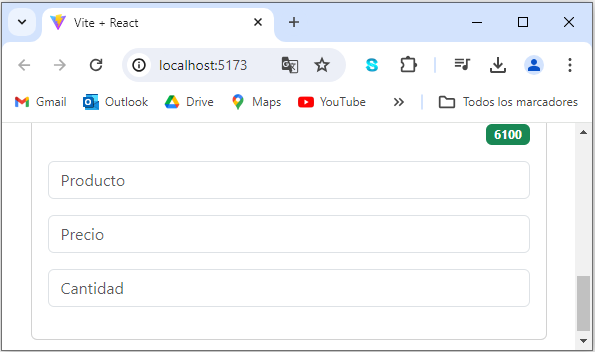 Vite + React
localhost:5173
Gmail Outlook Drive Maps YouTube Todos los marcadores
6100
Producto
Precio
Cantidad